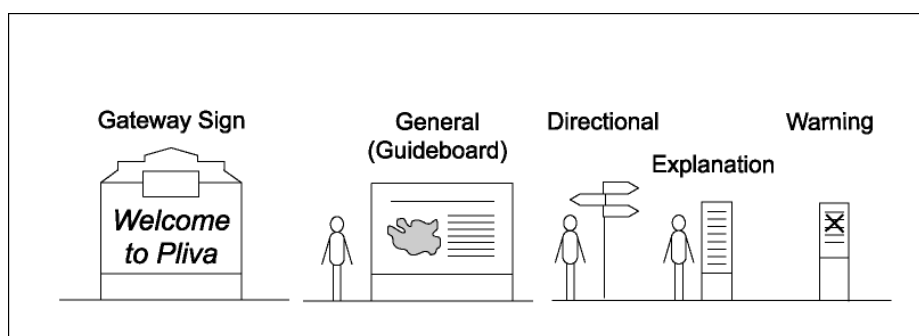 Gateway Sign
Welcome
to Pliva
General
(Guideboard)
Directional
Explanation
Warning